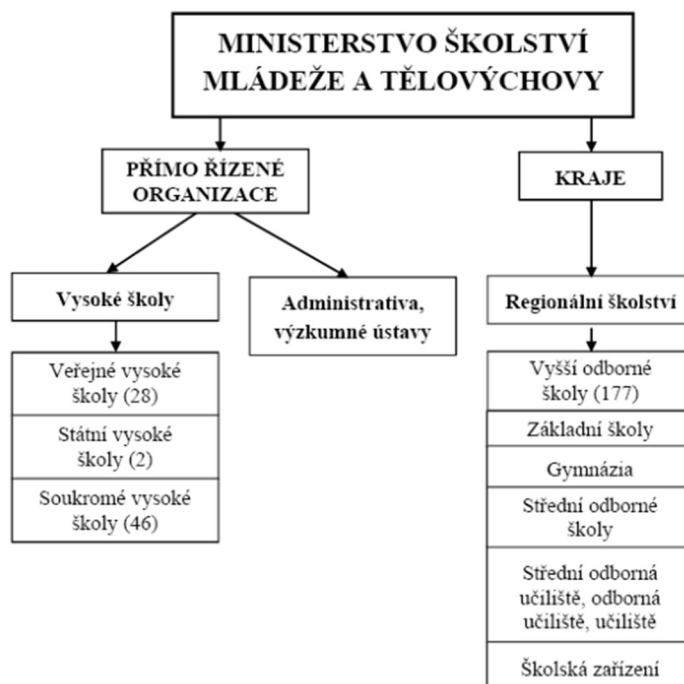 MINISTERSTVO ŠKOLSTVÍ
MLÁDEŽE A TĚLOVÝCHOVY
PŘÍMO ŘÍZENÉ
ORGANIZACE
KRAJE
Vysoké školy
Administrativa,
výzkumné ústavy
Regionální školství
Veřejné vysoké
školy (28)
Státní vysoké
školy (2)
Soukromé vysoké
školy (46)
Vyšší odborné
školy (177)
Základní školy
Gymnázia
Střední odborné
školy
Střední odborná
učiliště, odborná
učiliště, učiliště
Školská zařízení